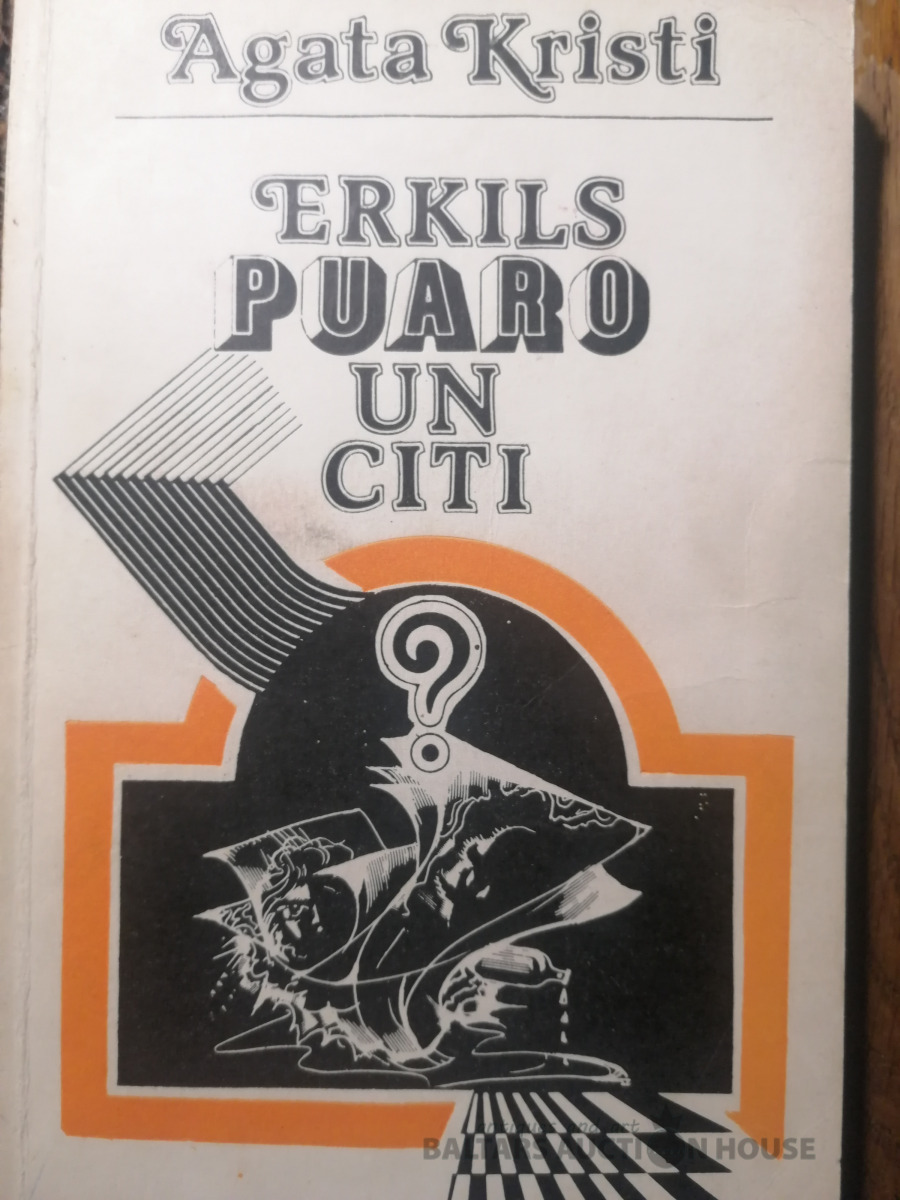 Agata Kristi
ERKILS
PUARO
UN
CITI
?
BALTARS AUCTION HOUSE